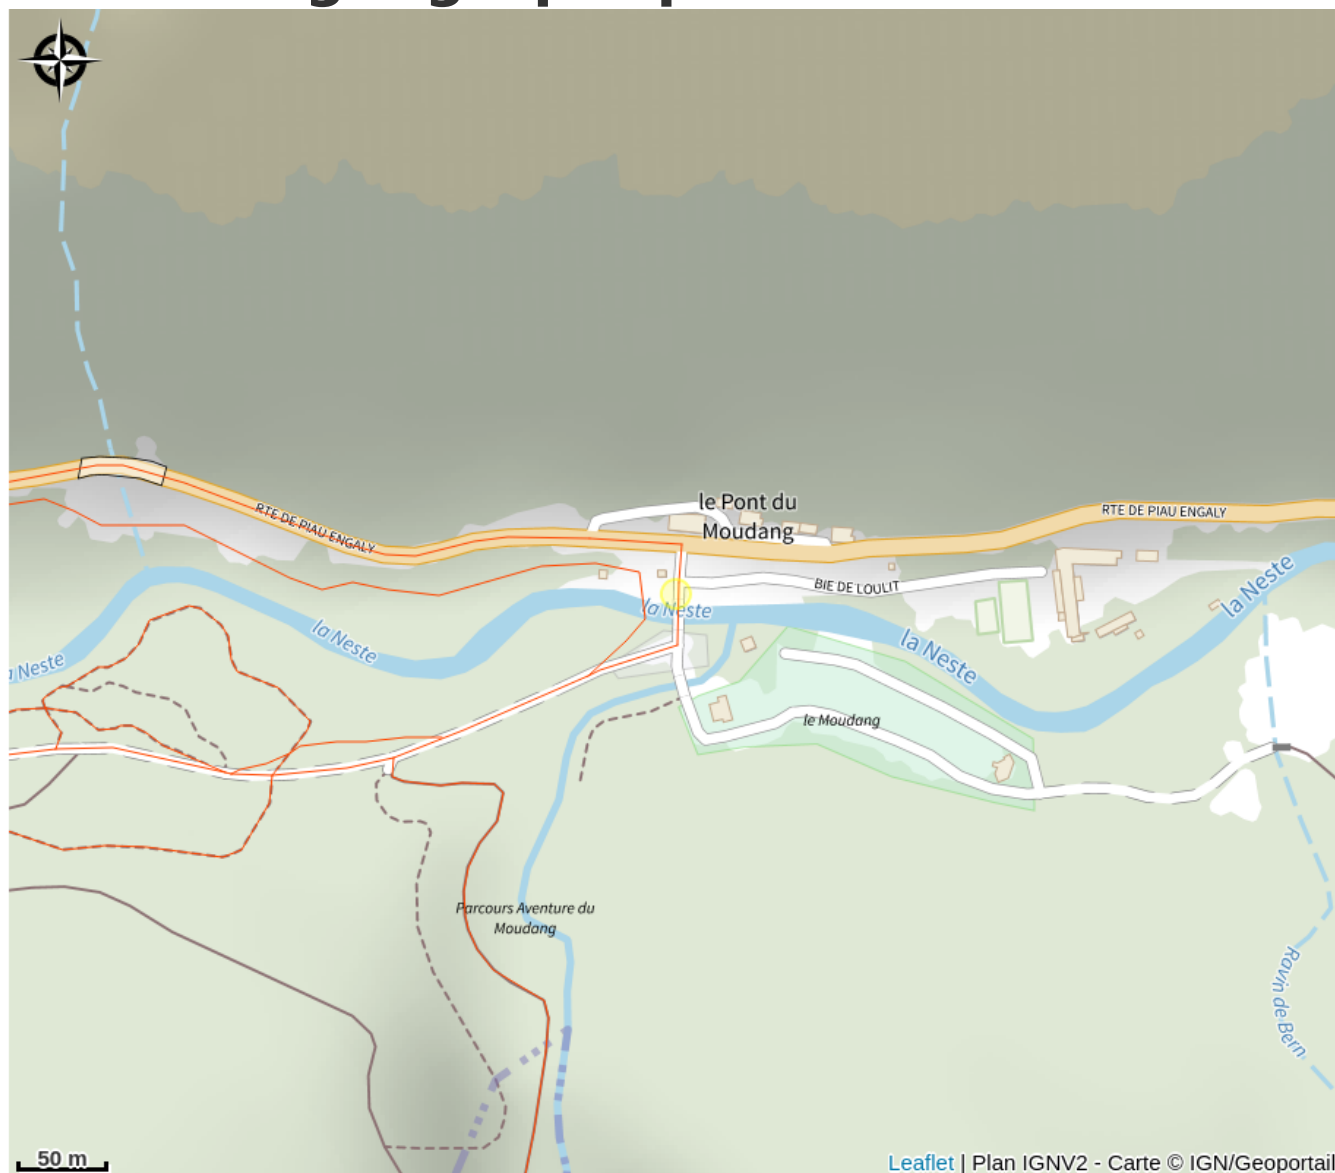 le Pont du
Moudang
RTE DE PIAU ENGALY
RTE DE PIAU ENGALY
BIE DE LOULIT
la Neste
la Neste
la Neste
la Neste
la Neste
le Moudang
Parcours Aventure du
Moudang
Ravin de Bern
50 m
Leaflet | Plan IGNV2 - Carte © IGN/Geoportail